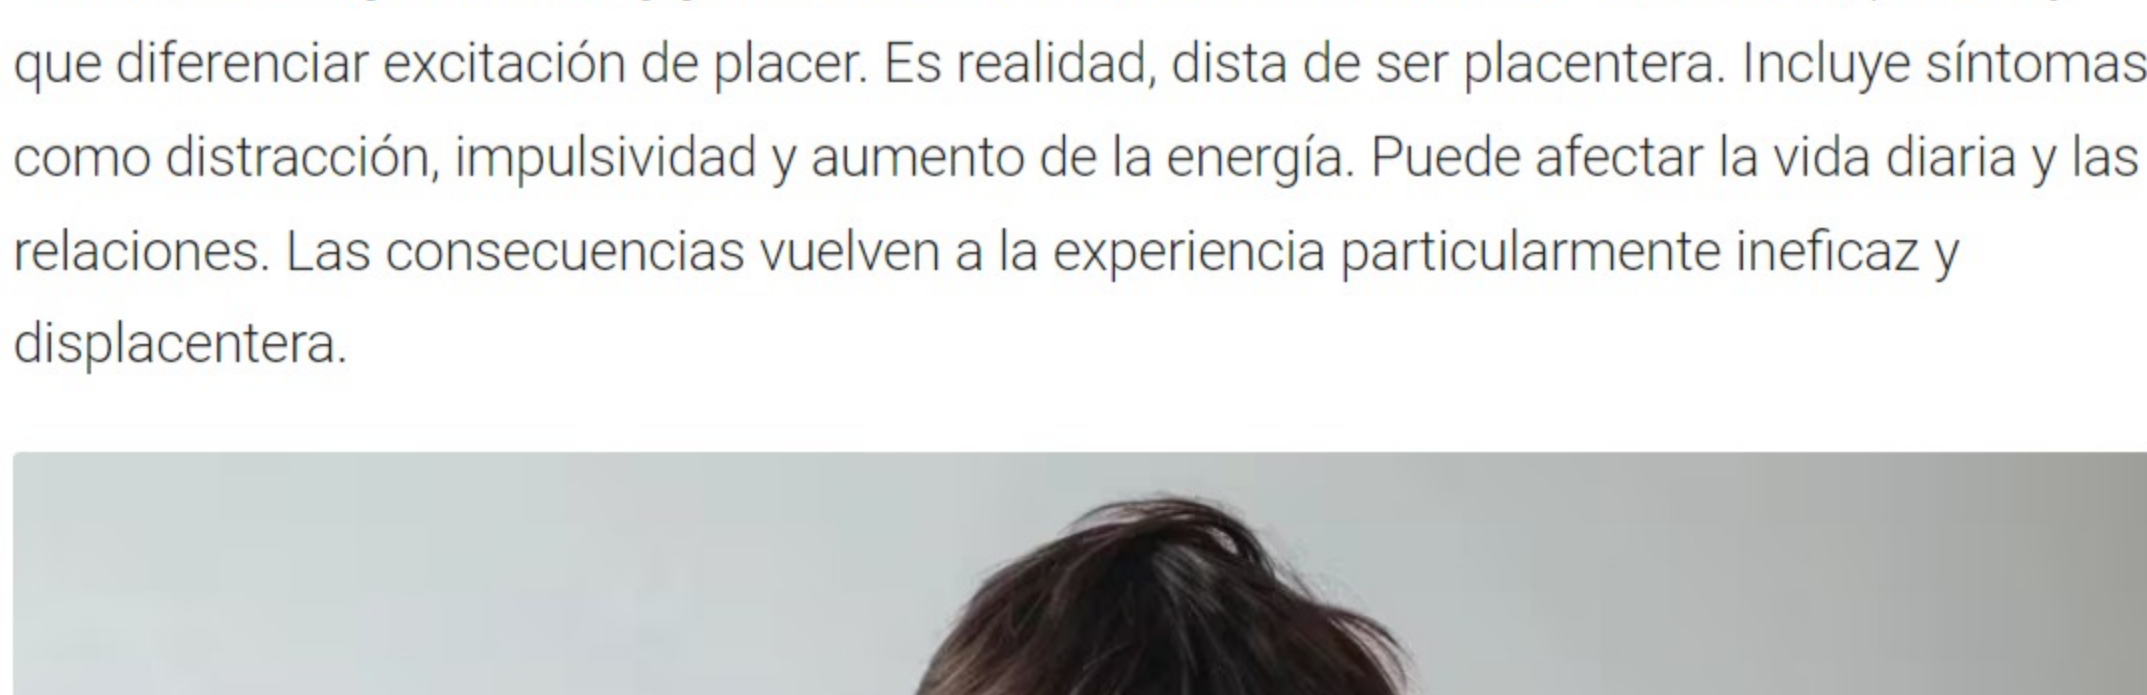 que diferenciar excitación de placer. Es realidad, dista de ser placentera. Incluye síntomas
como distracción, impulsividad y aumento de la energía. Puede afectar la vida diaria y las
relaciones. Las consecuencias vuelven a la experiencia particularmente ineficaz y
displacentera.